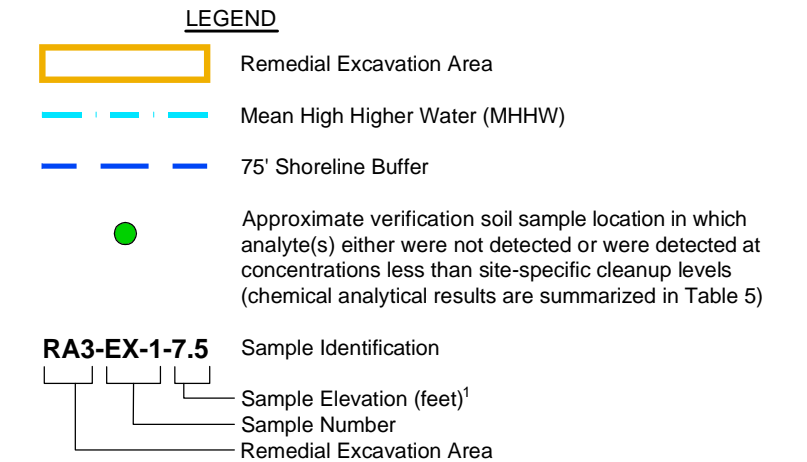 LEGEND
Remedial Excavation Area
Mean High Higher Water (MHHW)
75' Shoreline Buffer
Approximate verification soil sample location in which
analyte(s) either were not detected or were detected at
concentrations less than site-specific cleanup levels
(chemical analytical results are summarized in Table 5)
RA3-EX-1-7.5 Sample Identification
Sample Elevation (feet)¹
Sample Number
Remedial Excavation Area